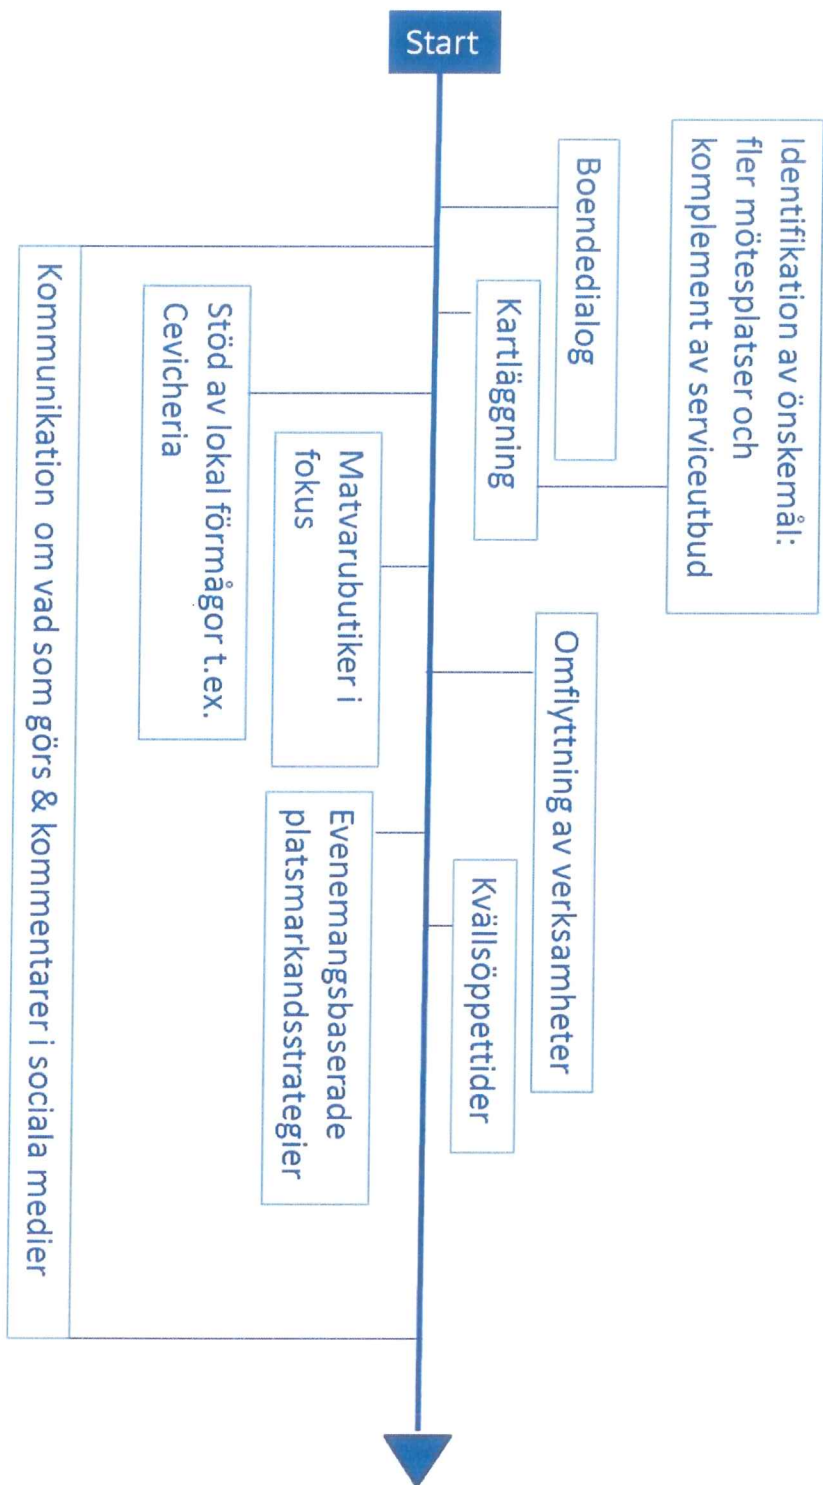 Start
Identifikation av önskemål:
fler mötesplatser och
komplement av serviceutbud
Boendedialog
Kartläggning
Omflyttning av verksamheter
Kvällsöppettider
Matvarubutiker i
fokus
Evenemangsbaserade
platsmarkandsstrategier
Stöd av lokal förmågor t.ex.
Cevicheria
Kommunikation om vad som görs & kommentarer i sociala medier